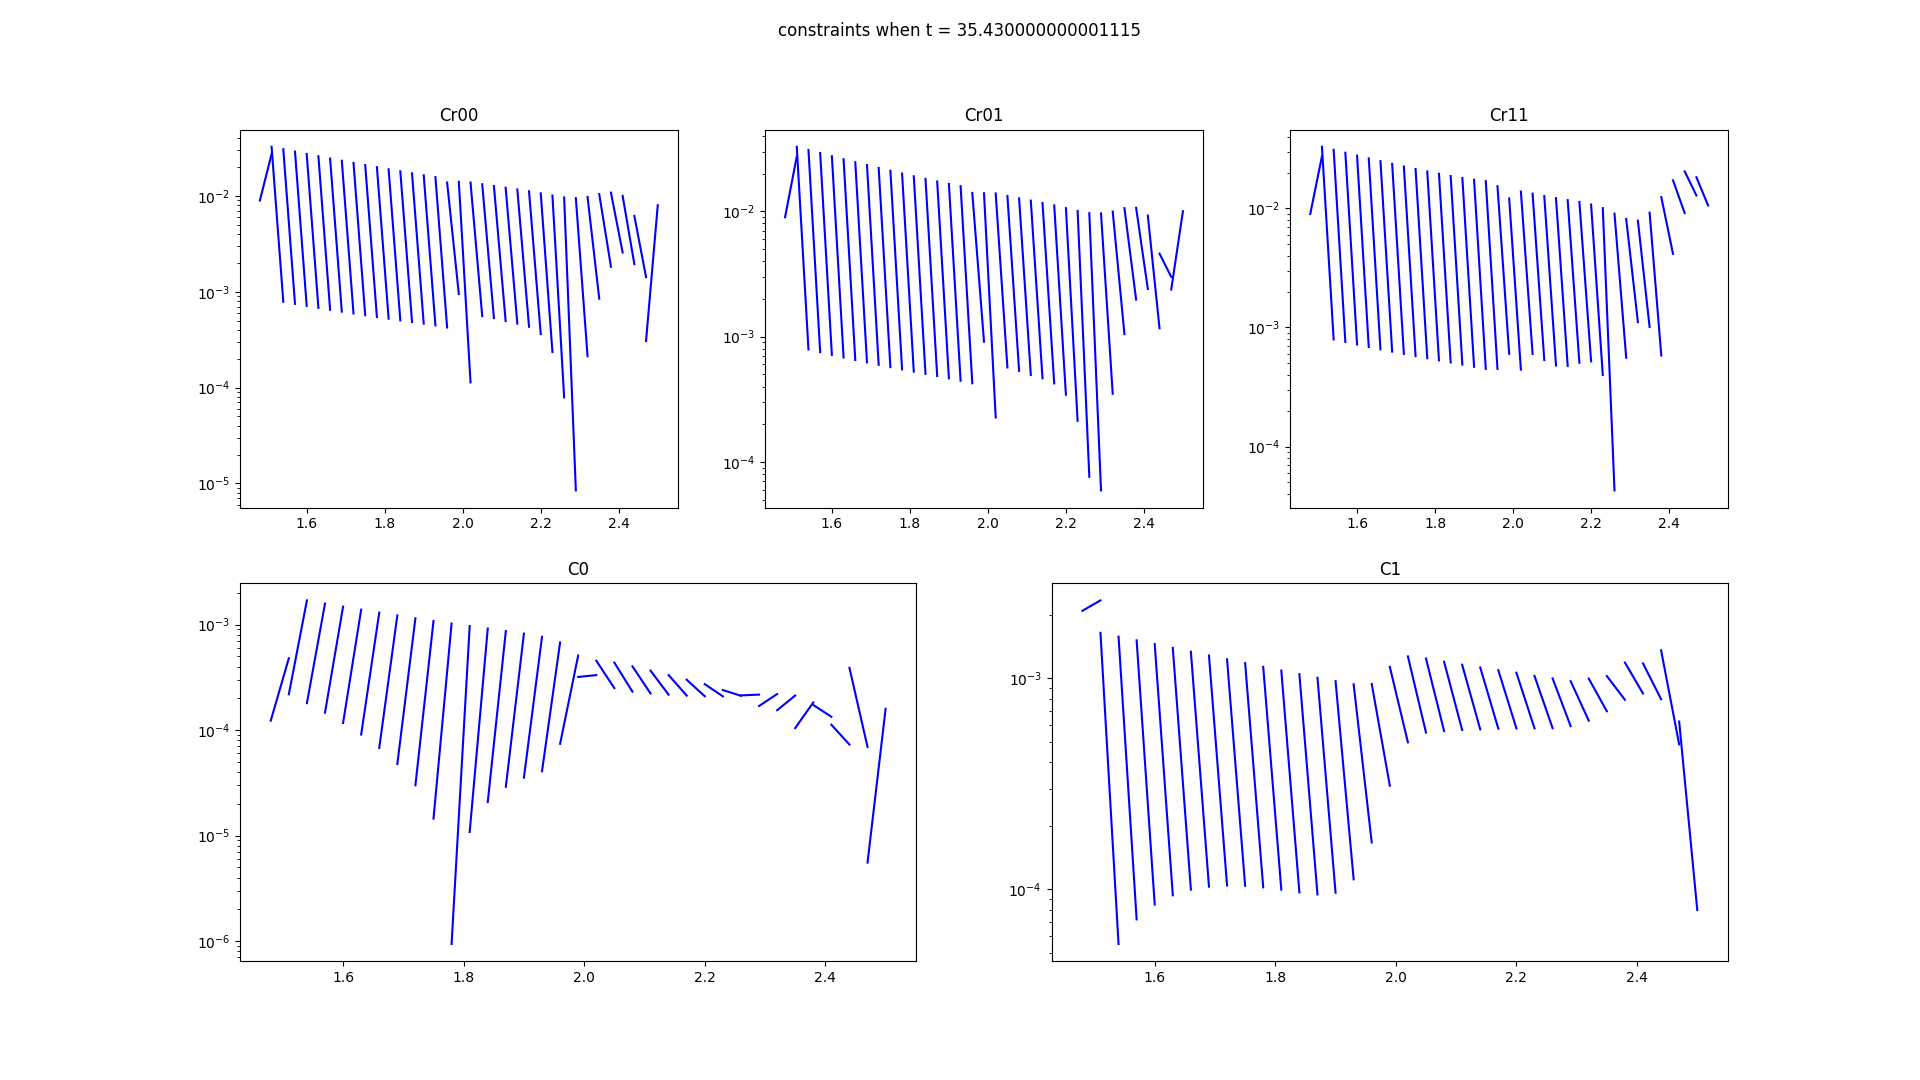 constraints when t = 35.430000000001115
Cr00 Cr01 Cr11
10⁻² 10⁻² 10⁻²
10⁻³ 10⁻³ 10⁻³
10⁻⁴ 10⁻⁴ 10⁻⁴
10⁻⁵
1.6 1.8 2.0 2.2 2.4 1.6 1.8 2.0 2.2 2.4 1.6 1.8 2.0 2.2 2.4
C0 C1
10⁻³ 10⁻³
10⁻⁴ 10⁻⁴
10⁻⁵
10⁻⁶
1.6 1.8 2.0 2.2 2.4 1.6 1.8 2.0 2.2 2.4